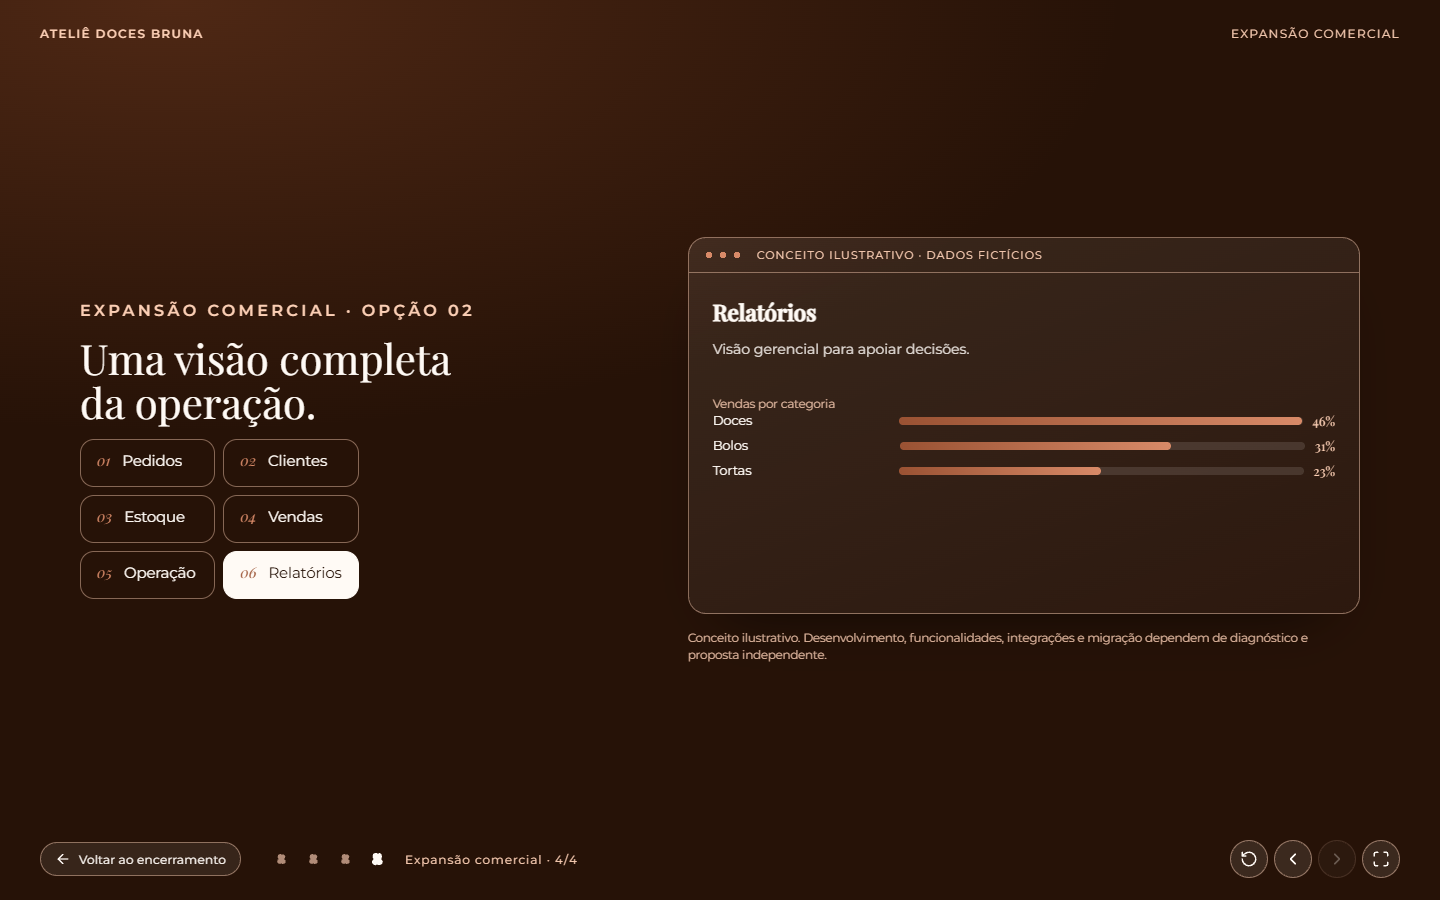 ATELIÊ DOCES BRUNA
EXPANSÃO COMERCIAL
EXPANSÃO COMERCIAL · OPÇÃO 02
Uma visão completa
da operação.
01 Pedidos
02 Clientes
03 Estoque
04 Vendas
05 Operação
06 Relatórios
CONCEITO ILUSTRATIVO · DADOS FICTÍCIOS
Relatórios
Visão gerencial para apoiar decisões.
Vendas por categoria
Doces 46%
Bolos 31%
Tortas 23%
Conceito ilustrativo. Desenvolvimento, funcionalidades, integrações e migração dependem de diagnóstico e
proposta independente.
Voltar ao encerramento
Expansão comercial · 4/4